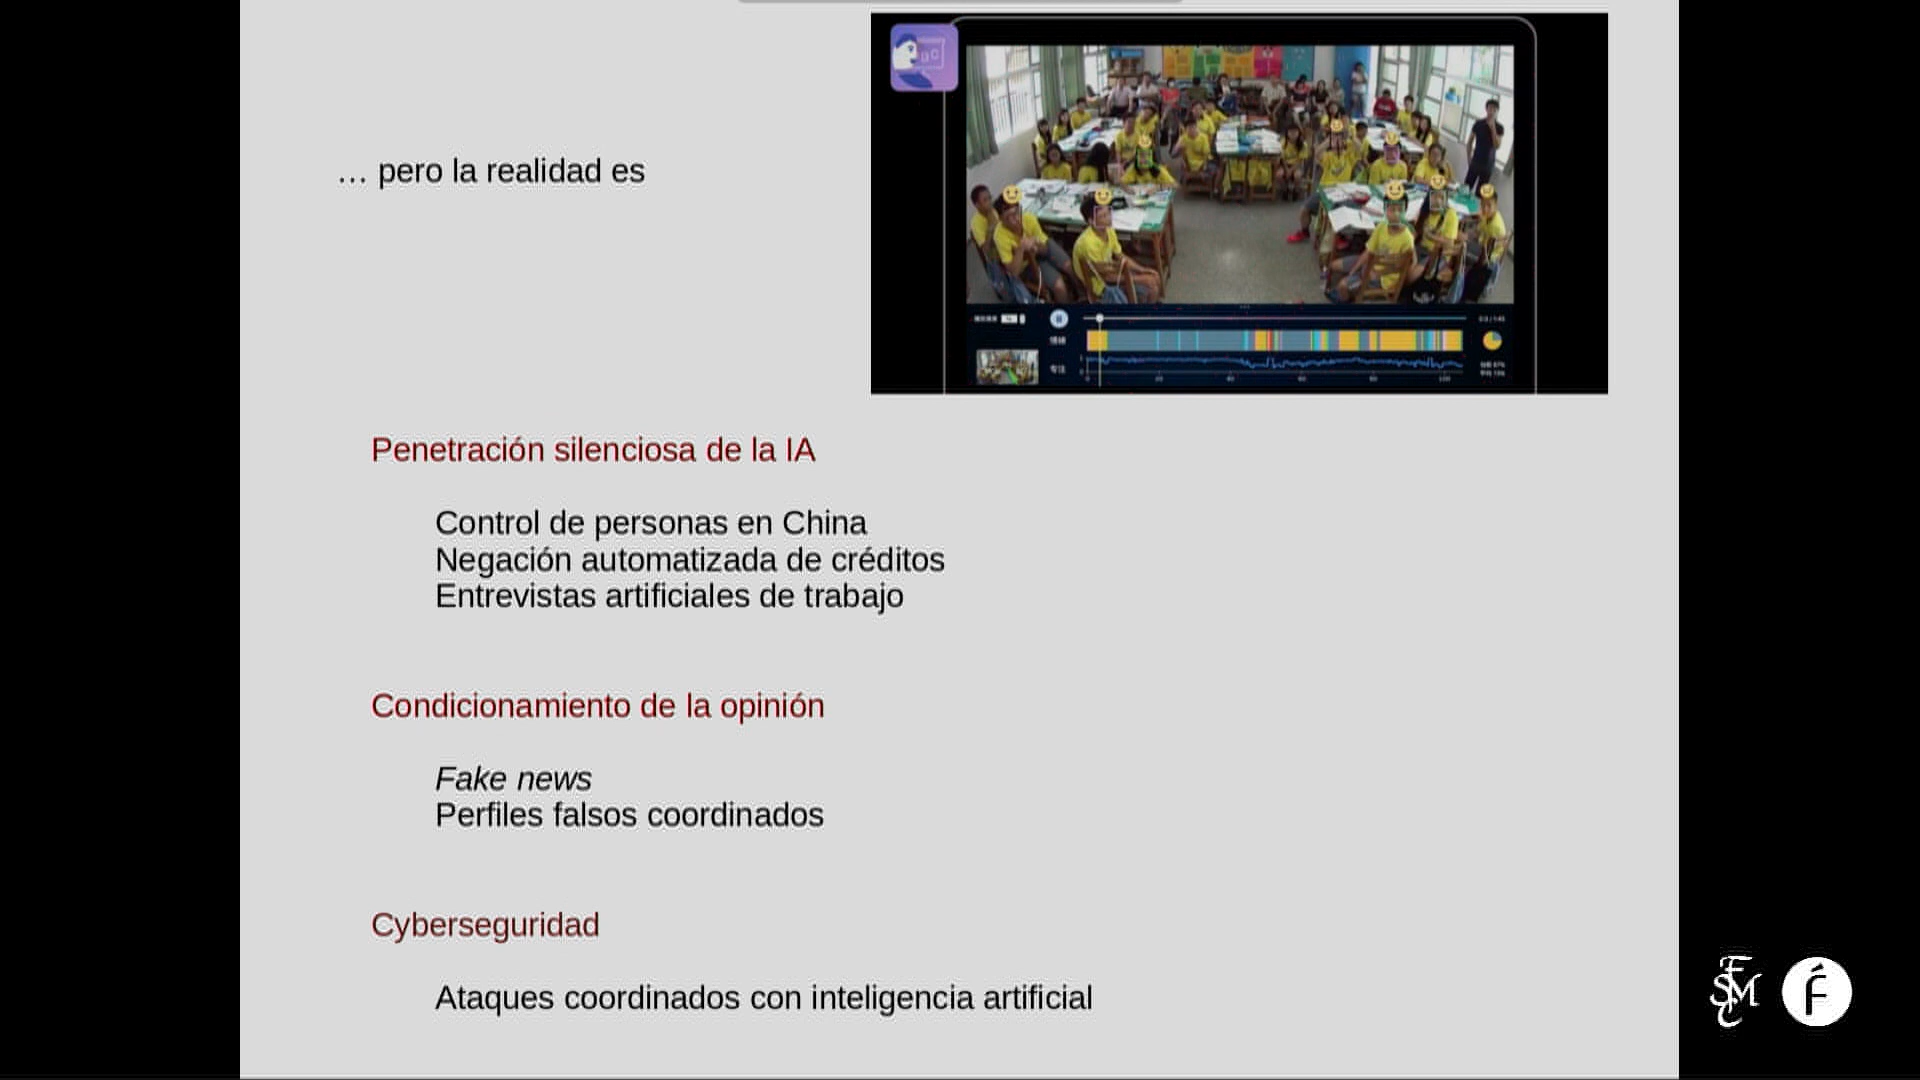 … pero la realidad es
Penetración silenciosa de la IA
Control de personas en China
Negación automatizada de créditos
Entrevistas artificiales de trabajo
Condicionamiento de la opinión
Fake news
Perfiles falsos coordinados
Cyberseguridad
Ataques coordinados con inteligencia artificial